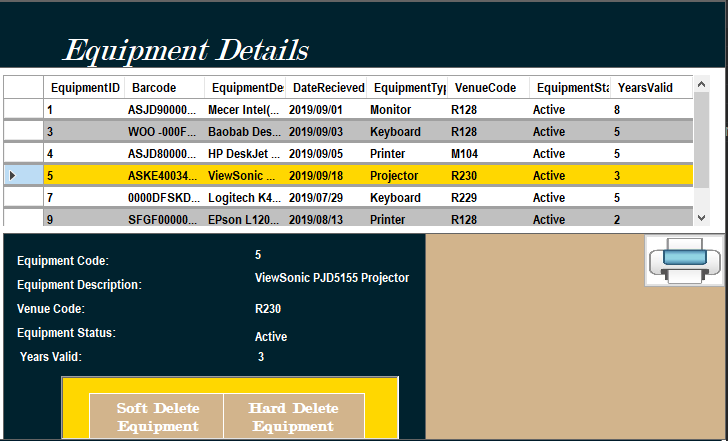 Equipment Details
EquipmentID Barcode EquipmentDe DateRecieved EquipmentTyp VenueCode EquipmentSta YearsValid
1 ASJD90000... Mecer Intel(... 2019/09/01 Monitor R128 Active 8
3 WOO -000F... Baobab Des... 2019/09/03 Keyboard R128 Active 5
4 ASJD80000... HP DeskJet ... 2019/09/05 Printer M104 Active 5
5 ASKE40034... ViewSonic ... 2019/09/18 Projector R230 Active 3
7 0000DFSKD... Logitech K4... 2019/07/29 Keyboard R229 Active 5
9 SFGF00000... EPson L120... 2019/08/13 Printer R128 Active 2
Equipment Code: 5
Equipment Description: ViewSonic PJD5155 Projector
Venue Code: R230
Equipment Status: Active
Years Valid: 3
Soft Delete Equipment
Hard Delete Equipment